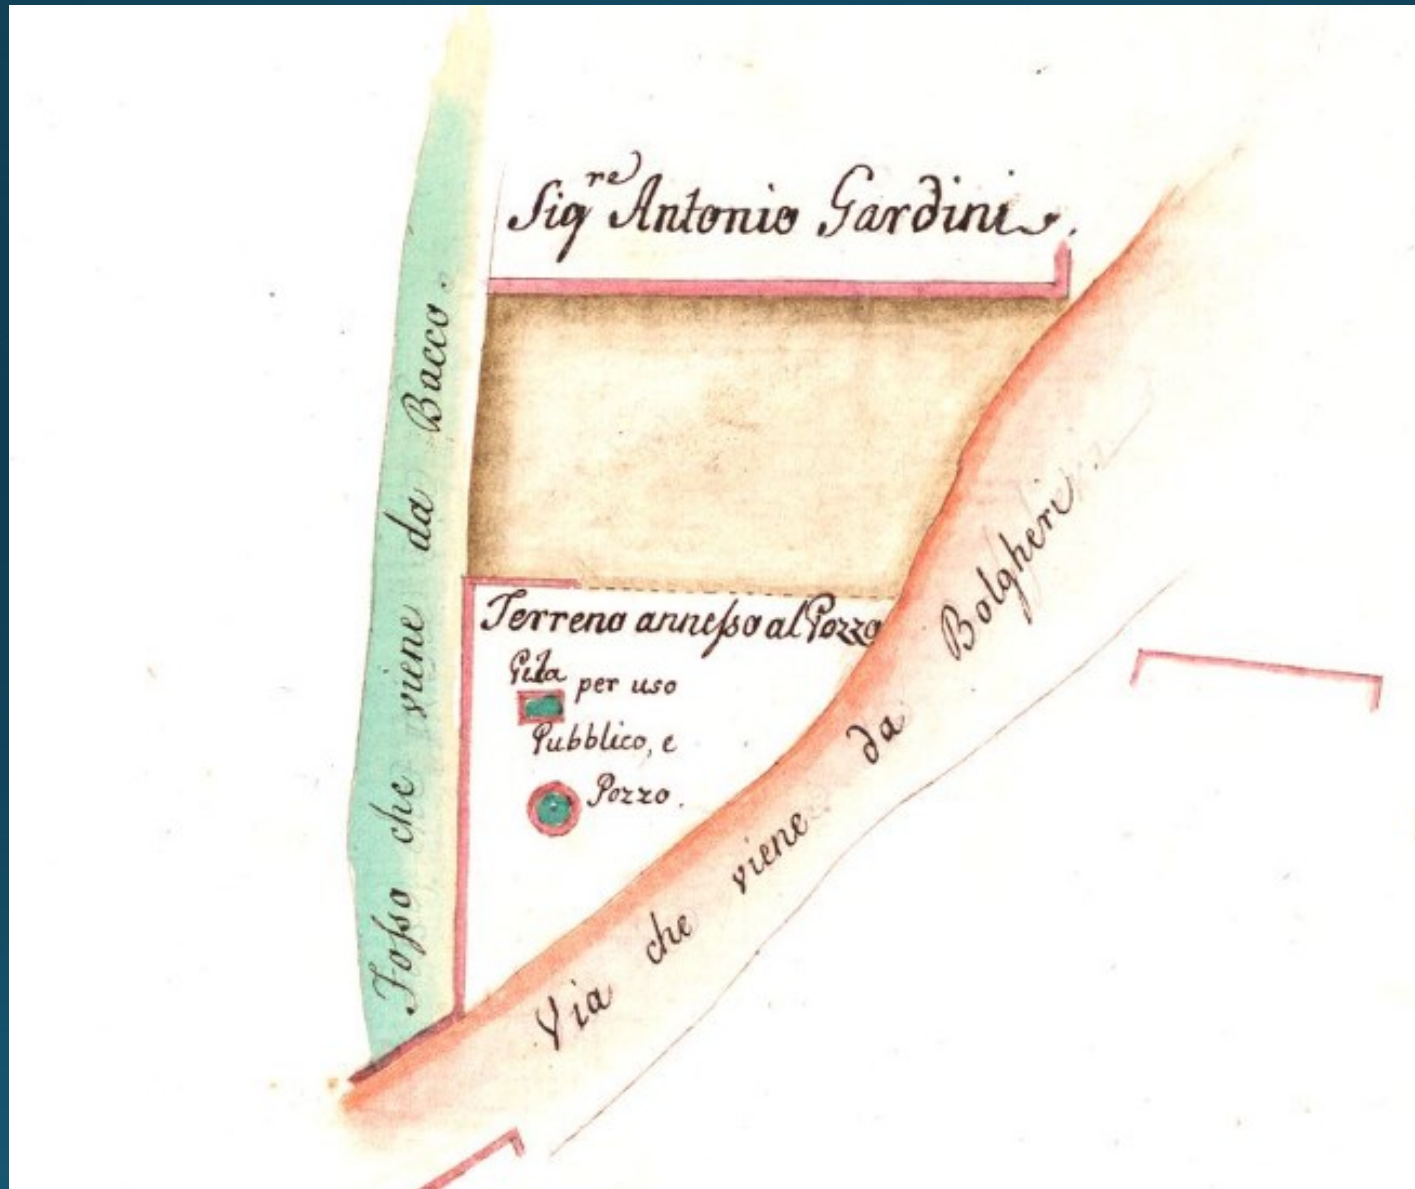 Sig.re Antonio Gardini
Fosso che viene da Bacco.
Terreno annesso al Pozzo
Pila per uso
Pubblico, e
Pozzo.
Via che viene da Bolgheri